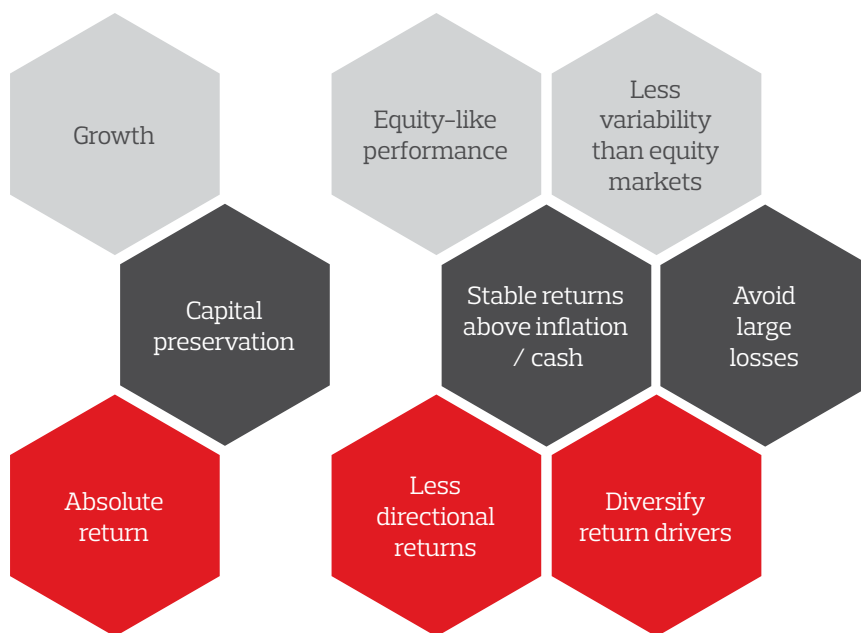 Growth
Equity-like
performance
Less
variability
than equity
markets
Capital
preservation
Stable returns
above inflation
/ cash
Avoid
large
losses
Absolute
return
Less
directional
returns
Diversify
return drivers